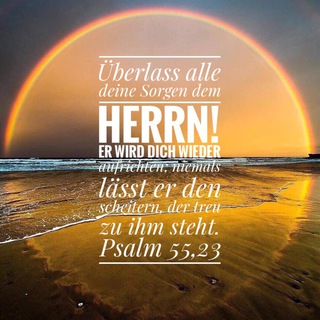 Überlass alle
deine Sorgen dem
HERRN!
ER WIRD DICH WIEDER
aufrichten; niemals
lässt er den
scheitern, der treu
zu ihm steht.
Psalm 55,23